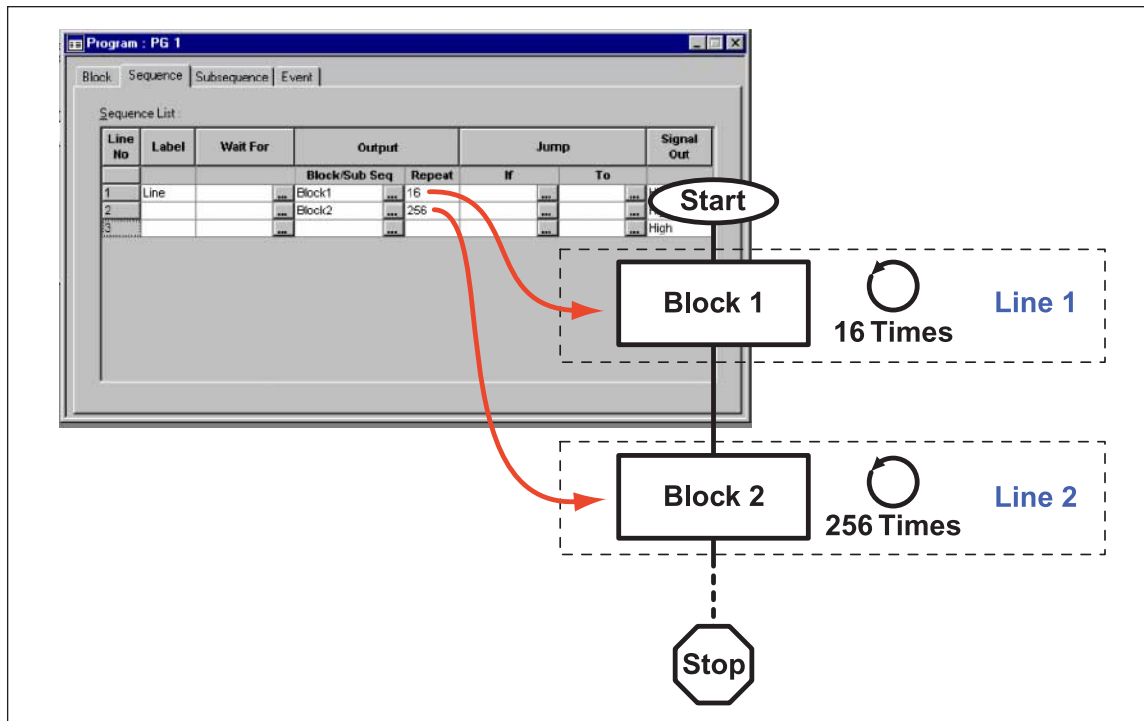 Program : PG 1
Block Sequence Subsequence Event
Sequence List :
Line No Label Wait For Output Jump Signal Out
Block/Sub Seq Repeat If To
1 Line ... Block1 ... 16 ... ...
2 ... Block2 ... 256 ... ...
3 ... ... ... ... High
Start
Block 1
16 Times
Line 1
Block 2
256 Times
Line 2
Stop